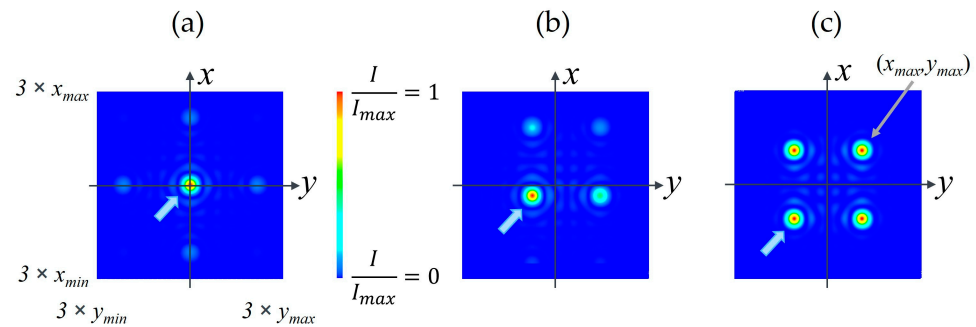 (a)
(b)
(c)
x
x
x
(x_max,y_max)
3 × x_max
I/I_max = 1
y
y
y
3 × x_min
I/I_max = 0
3 × y_min
3 × y_max